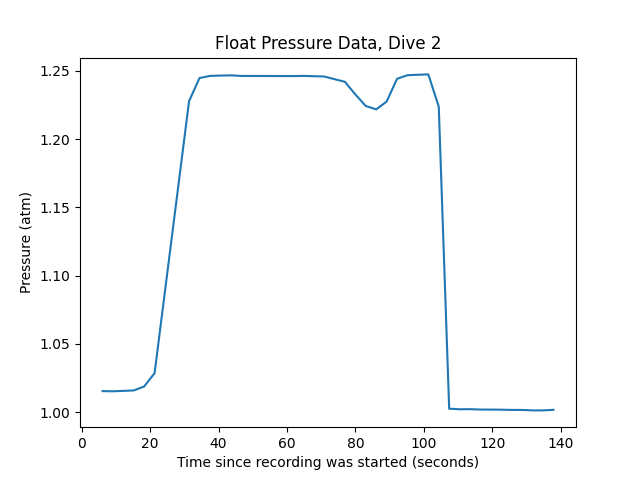 Float Pressure Data, Dive 2
1.25
1.20
1.15
1.10
1.05
1.00
Pressure (atm)
0 20 40 60 80 100 120 140
Time since recording was started (seconds)